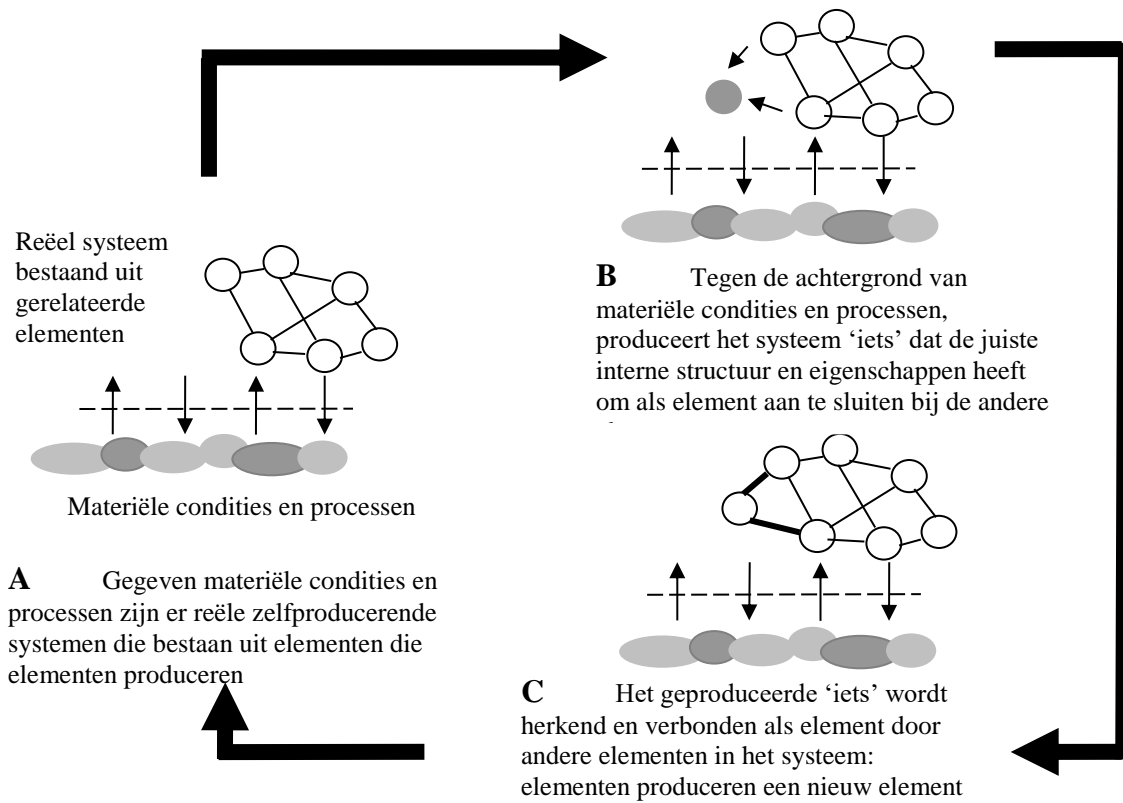 Reëel systeem
bestaand uit
gerelateerde
elementen
Materiële condities en processen
A Gegeven materiële condities en
processen zijn er reële zelfproducerende
systemen die bestaan uit elementen die
elementen produceren
B Tegen de achtergrond van
materiële condities en processen,
produceert het systeem ‘iets’ dat de juiste
interne structuur en eigenschappen heeft
om als element aan te sluiten bij de andere
C Het geproduceerde ‘iets’ wordt
herkend en verbonden als element door
andere elementen in het systeem:
elementen produceren een nieuw element